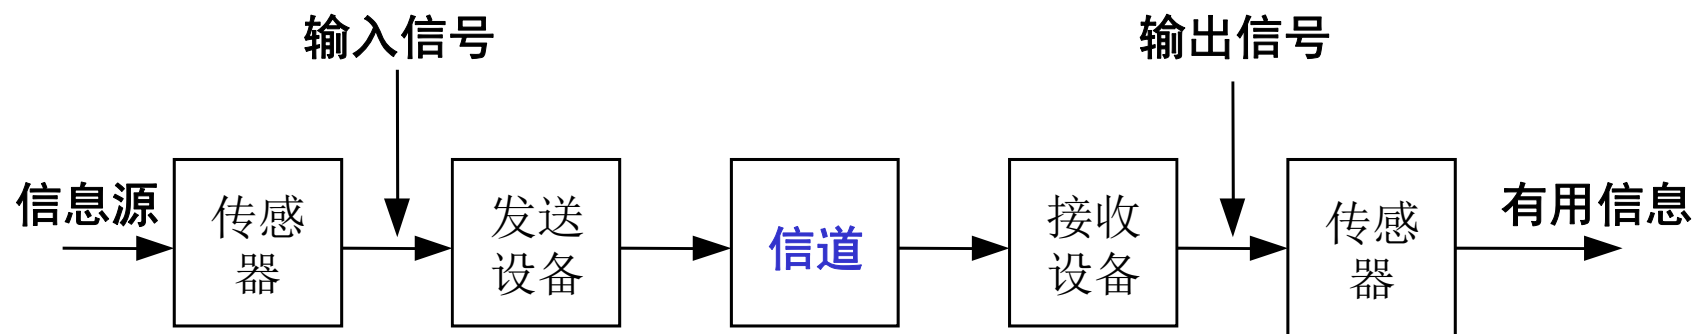 输入信号
输出信号
信息源
传感
器
发送
设备
信道
接收
设备
传感
器
有用信息